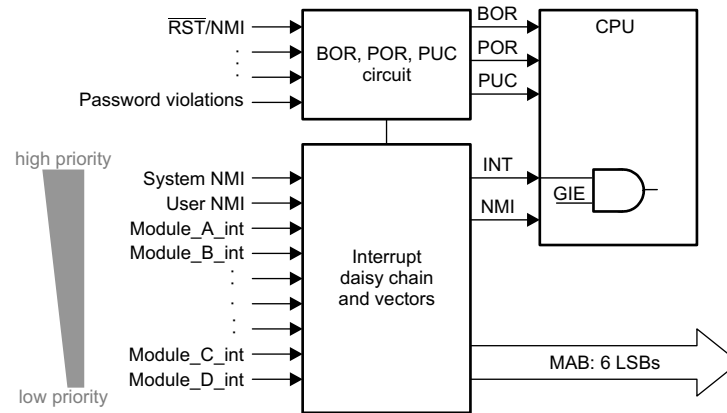 RST/NMI
.
.
.
Password violations
BOR, POR, PUC
circuit
BOR
POR
PUC
CPU
high priority
low priority
System NMI
User NMI
Module_A_int
Module_B_int
.
.
.
Module_C_int
Module_D_int
Interrupt
daisy chain
and vectors
INT
GIE
NMI
MAB: 6 LSBs